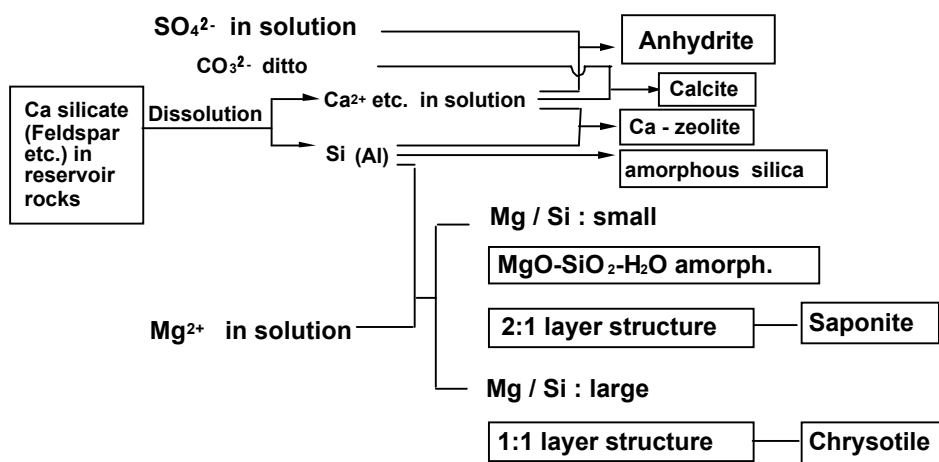 SO₄²⁻ in solution
Anhydrite
CO₃²⁻ ditto
Calcite
Ca silicate
(Feldspar
etc.) in
reservoir
rocks
Dissolution
Ca²⁺ etc. in solution
Ca - zeolite
Si (Al)
amorphous silica
Mg / Si : small
MgO-SiO₂-H₂O amorph.
Mg²⁺ in solution
2:1 layer structure
Saponite
Mg / Si : large
1:1 layer structure
Chrysotile